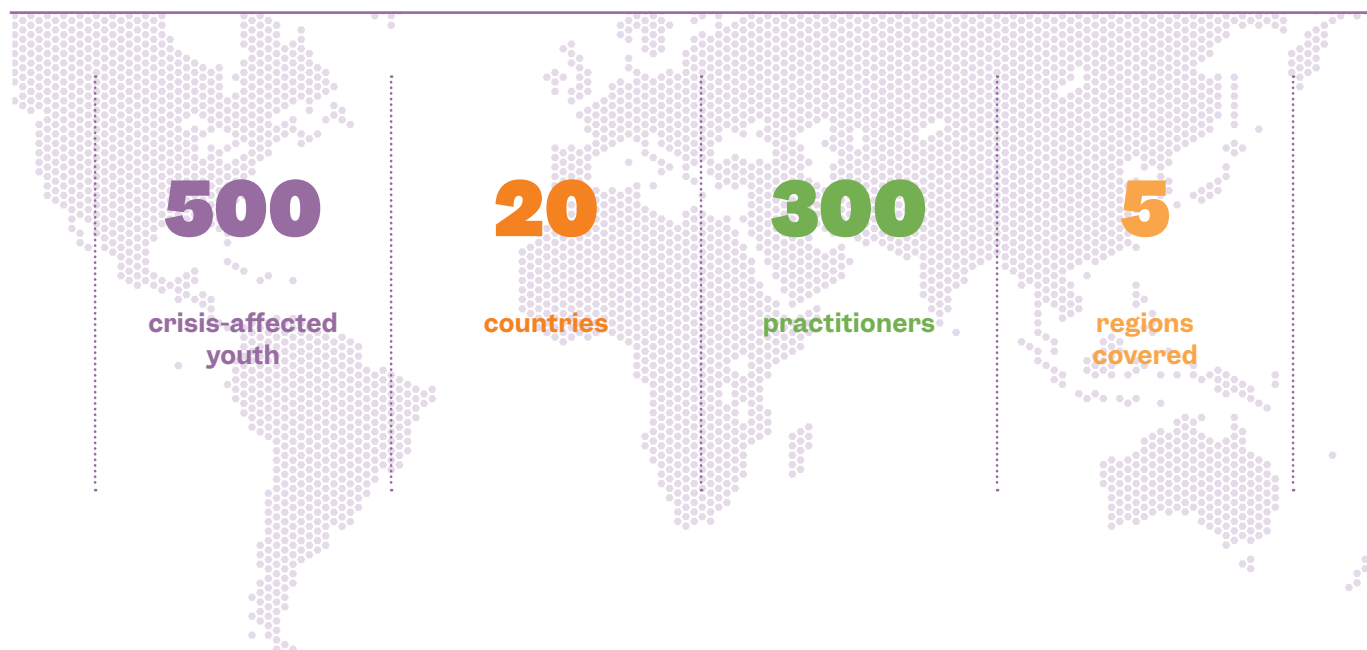 500
crisis-affected
youth
20
countries
300
practitioners
5
regions
covered